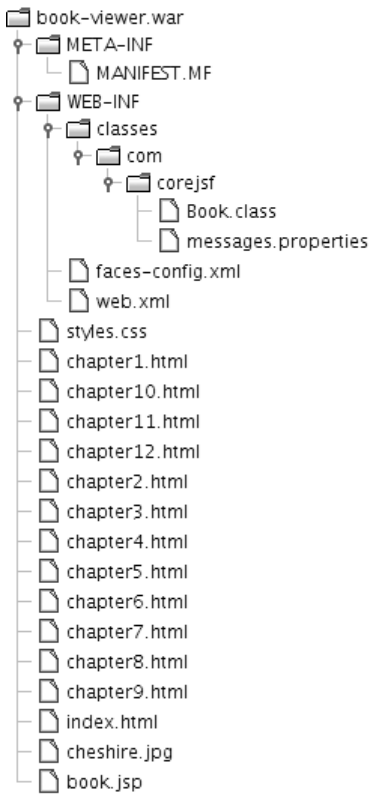 book-viewer.war
META-INF
MANIFEST.MF
WEB-INF
classes
com
corejsf
Book.class
messages.properties
faces-config.xml
web.xml
styles.css
chapter1.html
chapter10.html
chapter11.html
chapter12.html
chapter2.html
chapter3.html
chapter4.html
chapter5.html
chapter6.html
chapter7.html
chapter8.html
chapter9.html
index.html
cheshire.jpg
book.jsp